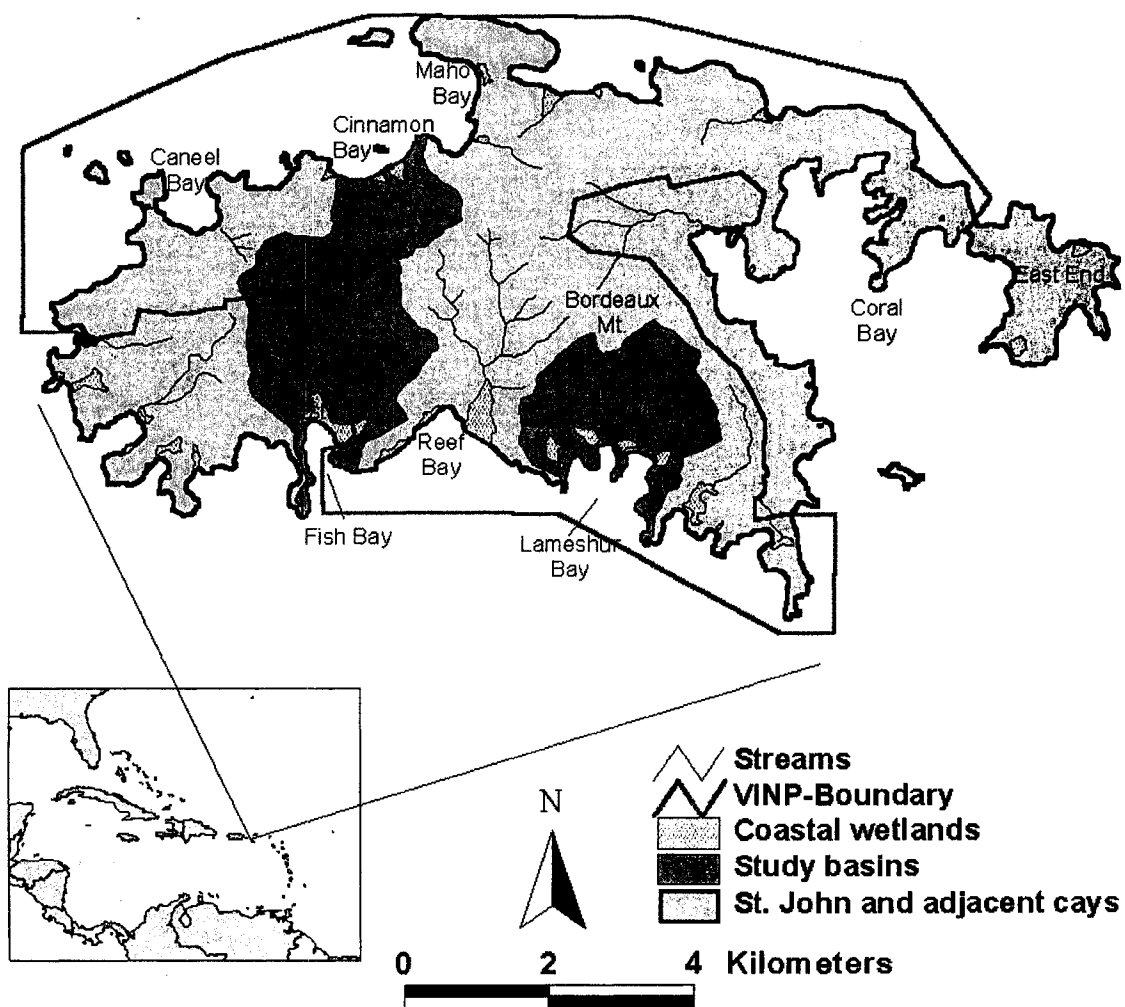 Maho
Bay
Cinnamon
Bay
Caneel
Bay
East End
Bordeaux
Mt.
Coral
Bay
Reef
Bay
Fish Bay
Lameshur
Bay
N
Streams
VINP-Boundary
Coastal wetlands
Study basins
St. John and adjacent cays
0 2 4 Kilometers